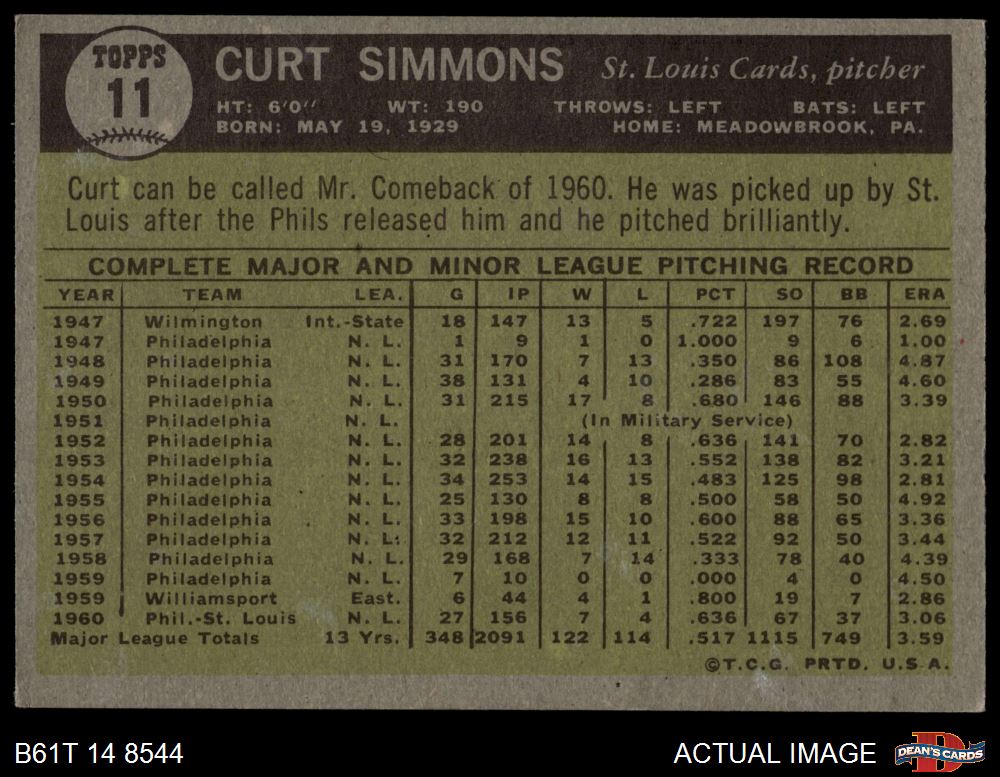 TOPPS
11
CURT SIMMONS St. Louis Cards, pitcher
HT: 6'0" WT: 190 THROWS: LEFT BATS: LEFT
BORN: MAY 19, 1929 HOME: MEADOWBROOK, PA.
Curt can be called Mr. Comeback of 1960. He was picked up by St.
Louis after the Phils released him and he pitched brilliantly.
COMPLETE MAJOR AND MINOR LEAGUE PITCHING RECORD
YEAR TEAM LEA. G IP W L PCT SO BB ERA
1947 Wilmington Int.-State 18 147 13 5 .722 197 76 2.69
1947 Philadelphia N. L. 1 9 1 0 1.000 9 6 1.00
1948 Philadelphia N. L. 31 170 7 13 .350 86 108 4.87
1949 Philadelphia N. L. 38 131 4 10 .286 83 55 4.60
1950 Philadelphia N. L. 31 215 17 8 .680 146 88 3.39
1951 Philadelphia N. L. (In Military Service)
1952 Philadelphia N. L. 28 201 14 8 .636 141 70 2.82
1953 Philadelphia N. L. 32 238 16 13 .552 138 82 3.21
1954 Philadelphia N. L. 34 253 14 15 .483 125 98 2.81
1955 Philadelphia N. L. 25 130 8 8 .500 58 50 4.92
1956 Philadelphia N. L. 33 198 15 10 .600 88 65 3.36
1957 Philadelphia N. L. 32 212 12 11 .522 92 50 3.44
1958 Philadelphia N. L. 29 168 7 14 .333 78 40 4.39
1959 Philadelphia N. L. 7 10 0 0 .000 4 0 4.50
1959 Williamsport East. 6 44 4 1 .800 19 7 2.86
1960 Phil.-St. Louis N. L. 27 156 7 4 .636 67 37 3.06
Major League Totals 13 Yrs. 348 2091 122 114 .517 1115 749 3.59
©T.C.G. PRTD. U.S.A.
B61T 14 8544 ACTUAL IMAGE DEAN'S CARDS